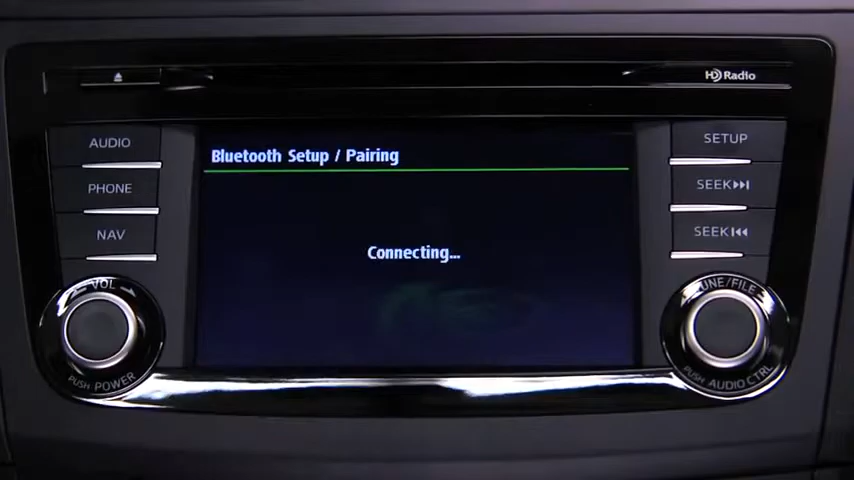 HD Radio
AUDIO
PHONE
NAV
VOL
PUSH POWER
Bluetooth Setup / Pairing
Connecting...
SETUP
SEEK
SEEK
TUNE/FILE
PUSH AUDIO CTRL